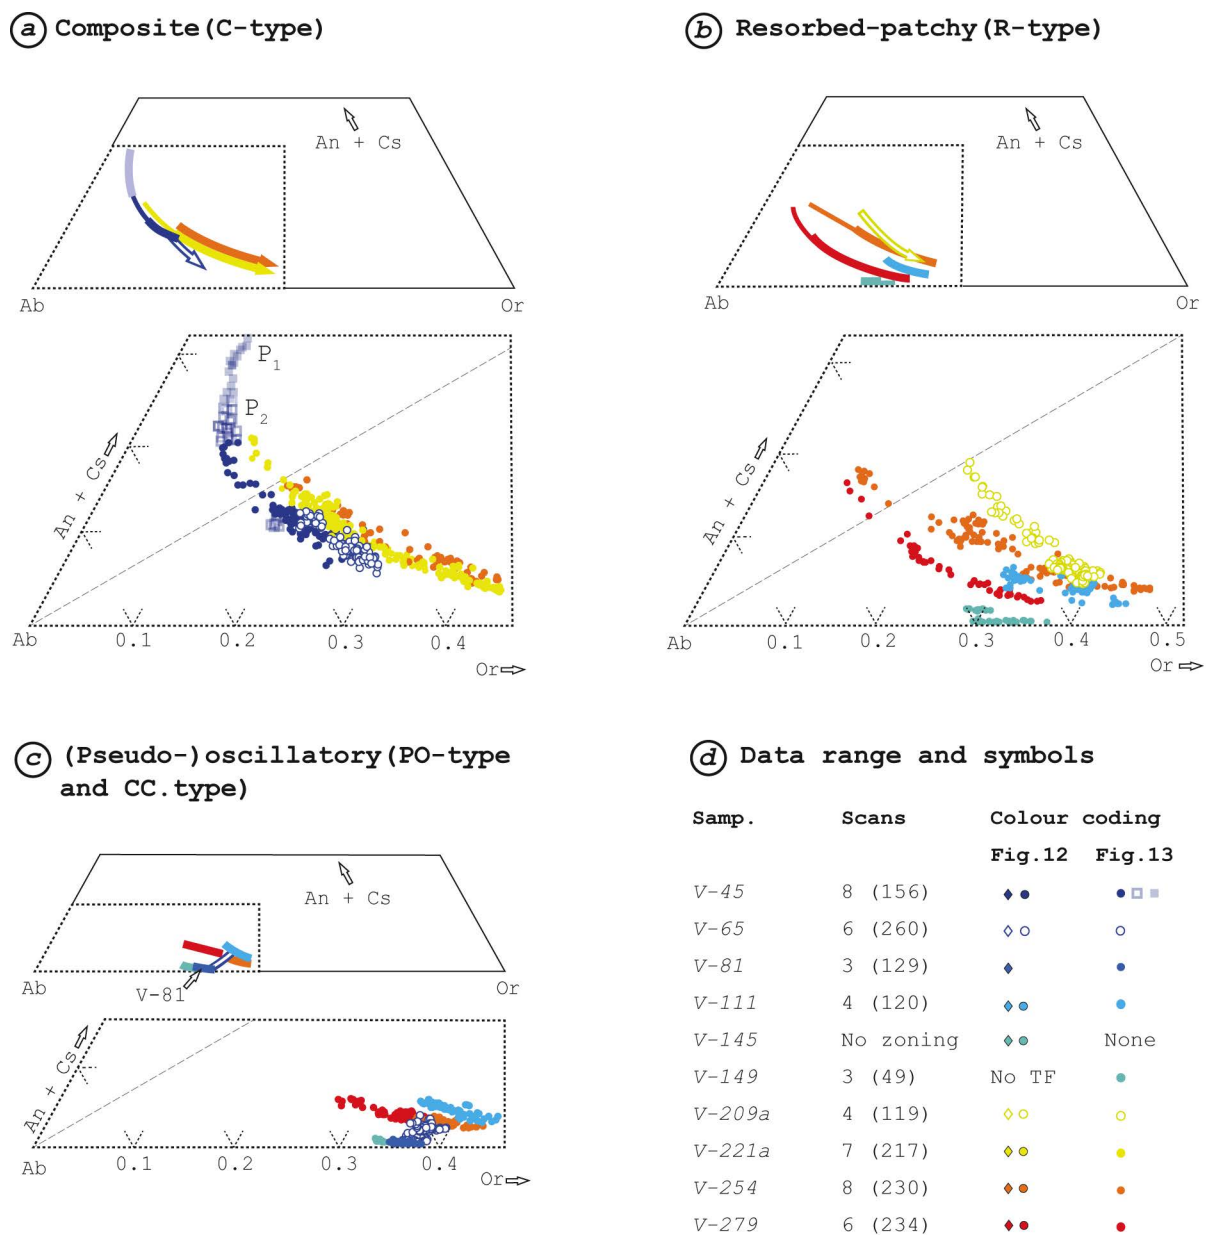 a Composite(C-type)
An + Cs
Ab
Or
P1
P2
An + Cs
Ab
0.1
0.2
0.3
0.4
Or
b Resorbed-patchy(R-type)
An + Cs
Ab
Or
An + Cs
Ab
0.1
0.2
0.3
0.4
0.5
Or
c (Pseudo-)oscillatory(PO-type
and CC.type)
An + Cs
Ab
V-81
Or
An + Cs
Ab
0.1
0.2
0.3
0.4
Or
d Data range and symbols
Samp. Scans Colour coding
Fig.12 Fig.13
V-45 8 (156)
V-65 6 (260)
V-81 3 (129)
V-111 4 (120)
V-145 No zoning None
V-149 3 (49) No TF
V-209a 4 (119)
V-221a 7 (217)
V-254 8 (230)
V-279 6 (234)